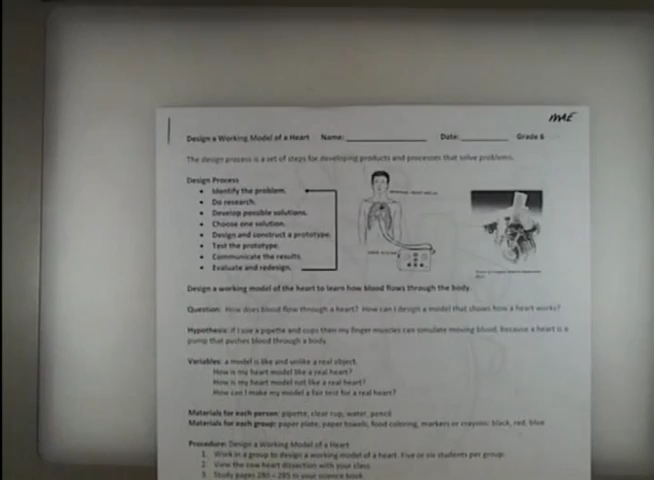 MAE
Design a Working Model of a Heart Name: ____________ Date: ________ Grade 6
The design process is a set of steps for developing products and processes that solve problems.
Design Process
• Identify the problem.
• Do research.
• Develop possible solutions.
• Choose one solution.
• Design and construct a prototype.
• Test the prototype.
• Communicate the results.
• Evaluate and redesign.
Design a working model of the heart to learn how blood flows through the body.
Question: How does blood flow through a heart? How can I design a model that shows how a heart works?
Hypothesis: If I use a pipette and cups then my finger muscles can simulate moving blood, because a heart is a
pump that pushes blood through a body.
Variables: a model is like and unlike a real object.
How is my heart model like a real heart?
How is my heart model not like a real heart?
How can I make my model a fair test for a real heart?
Materials for each person: pipette, clear cup, water, pencil
Materials for each group: paper plate, paper towels, food coloring, markers or crayons: black, red, blue
Procedure: Design a Working Model of a Heart
1. Work in a group to design a working model of a heart. Five or six students per group.
2. View the cow heart dissection with your class.
3. Study pages 280 – 285 in your science book.